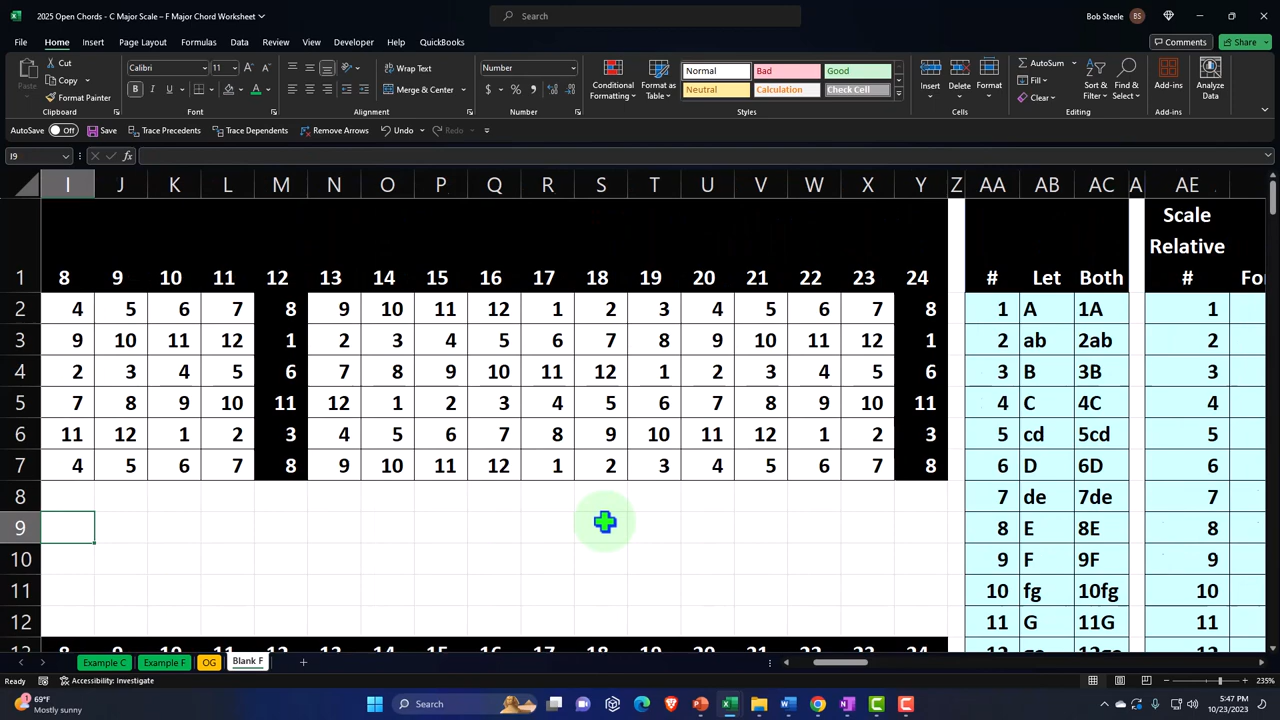 2025 Open Chords - C Major Scale – F Major Chord Worksheet
Search
Bob Steele
BS
File Home Insert Page Layout Formulas Data Review View Developer Help QuickBooks
Comments
Share
Paste
Cut
Copy
Format Painter
Clipboard
Calibri
11
B I U
Font
Wrap Text
Merge & Center
Alignment
Number
$ % 9
Number
Conditional Formatting
Format as Table
Normal Bad Good
Neutral Calculation Check Cell
Styles
Insert Delete Format
Cells
AutoSum
Fill
Clear
Sort & Filter
Find & Select
Editing
Add-ins
Add-ins
Analyze Data
AutoSave Off Save Trace Precedents Trace Dependents Remove Arrows Undo Redo
I9 fx
I J K L M N O P Q R S T U V W X Y Z AA AB AC A AE
Scale
Relative
1 8 9 10 11 12 13 14 15 16 17 18 19 20 21 22 23 24 # Let Both # For
2 4 5 6 7 8 9 10 11 12 1 2 3 4 5 6 7 8 1 A 1A 1
3 9 10 11 12 1 2 3 4 5 6 7 8 9 10 11 12 1 2 ab 2ab 2
4 2 3 4 5 6 7 8 9 10 11 12 1 2 3 4 5 6 3 B 3B 3
5 7 8 9 10 11 12 1 2 3 4 5 6 7 8 9 10 11 4 C 4C 4
6 11 12 1 2 3 4 5 6 7 8 9 10 11 12 1 2 3 5 cd 5cd 5
7 4 5 6 7 8 9 10 11 12 1 2 3 4 5 6 7 8 6 D 6D 6
8 7 de 7de 7
9 8 E 8E 8
10 9 F 9F 9
11 10 fg 10fg 10
12 11 G 11G 11
Example C Example F OG Blank F
Ready Accessibility: Investigate
235%
69°F
Mostly sunny
Search
5:47 PM
10/23/2023